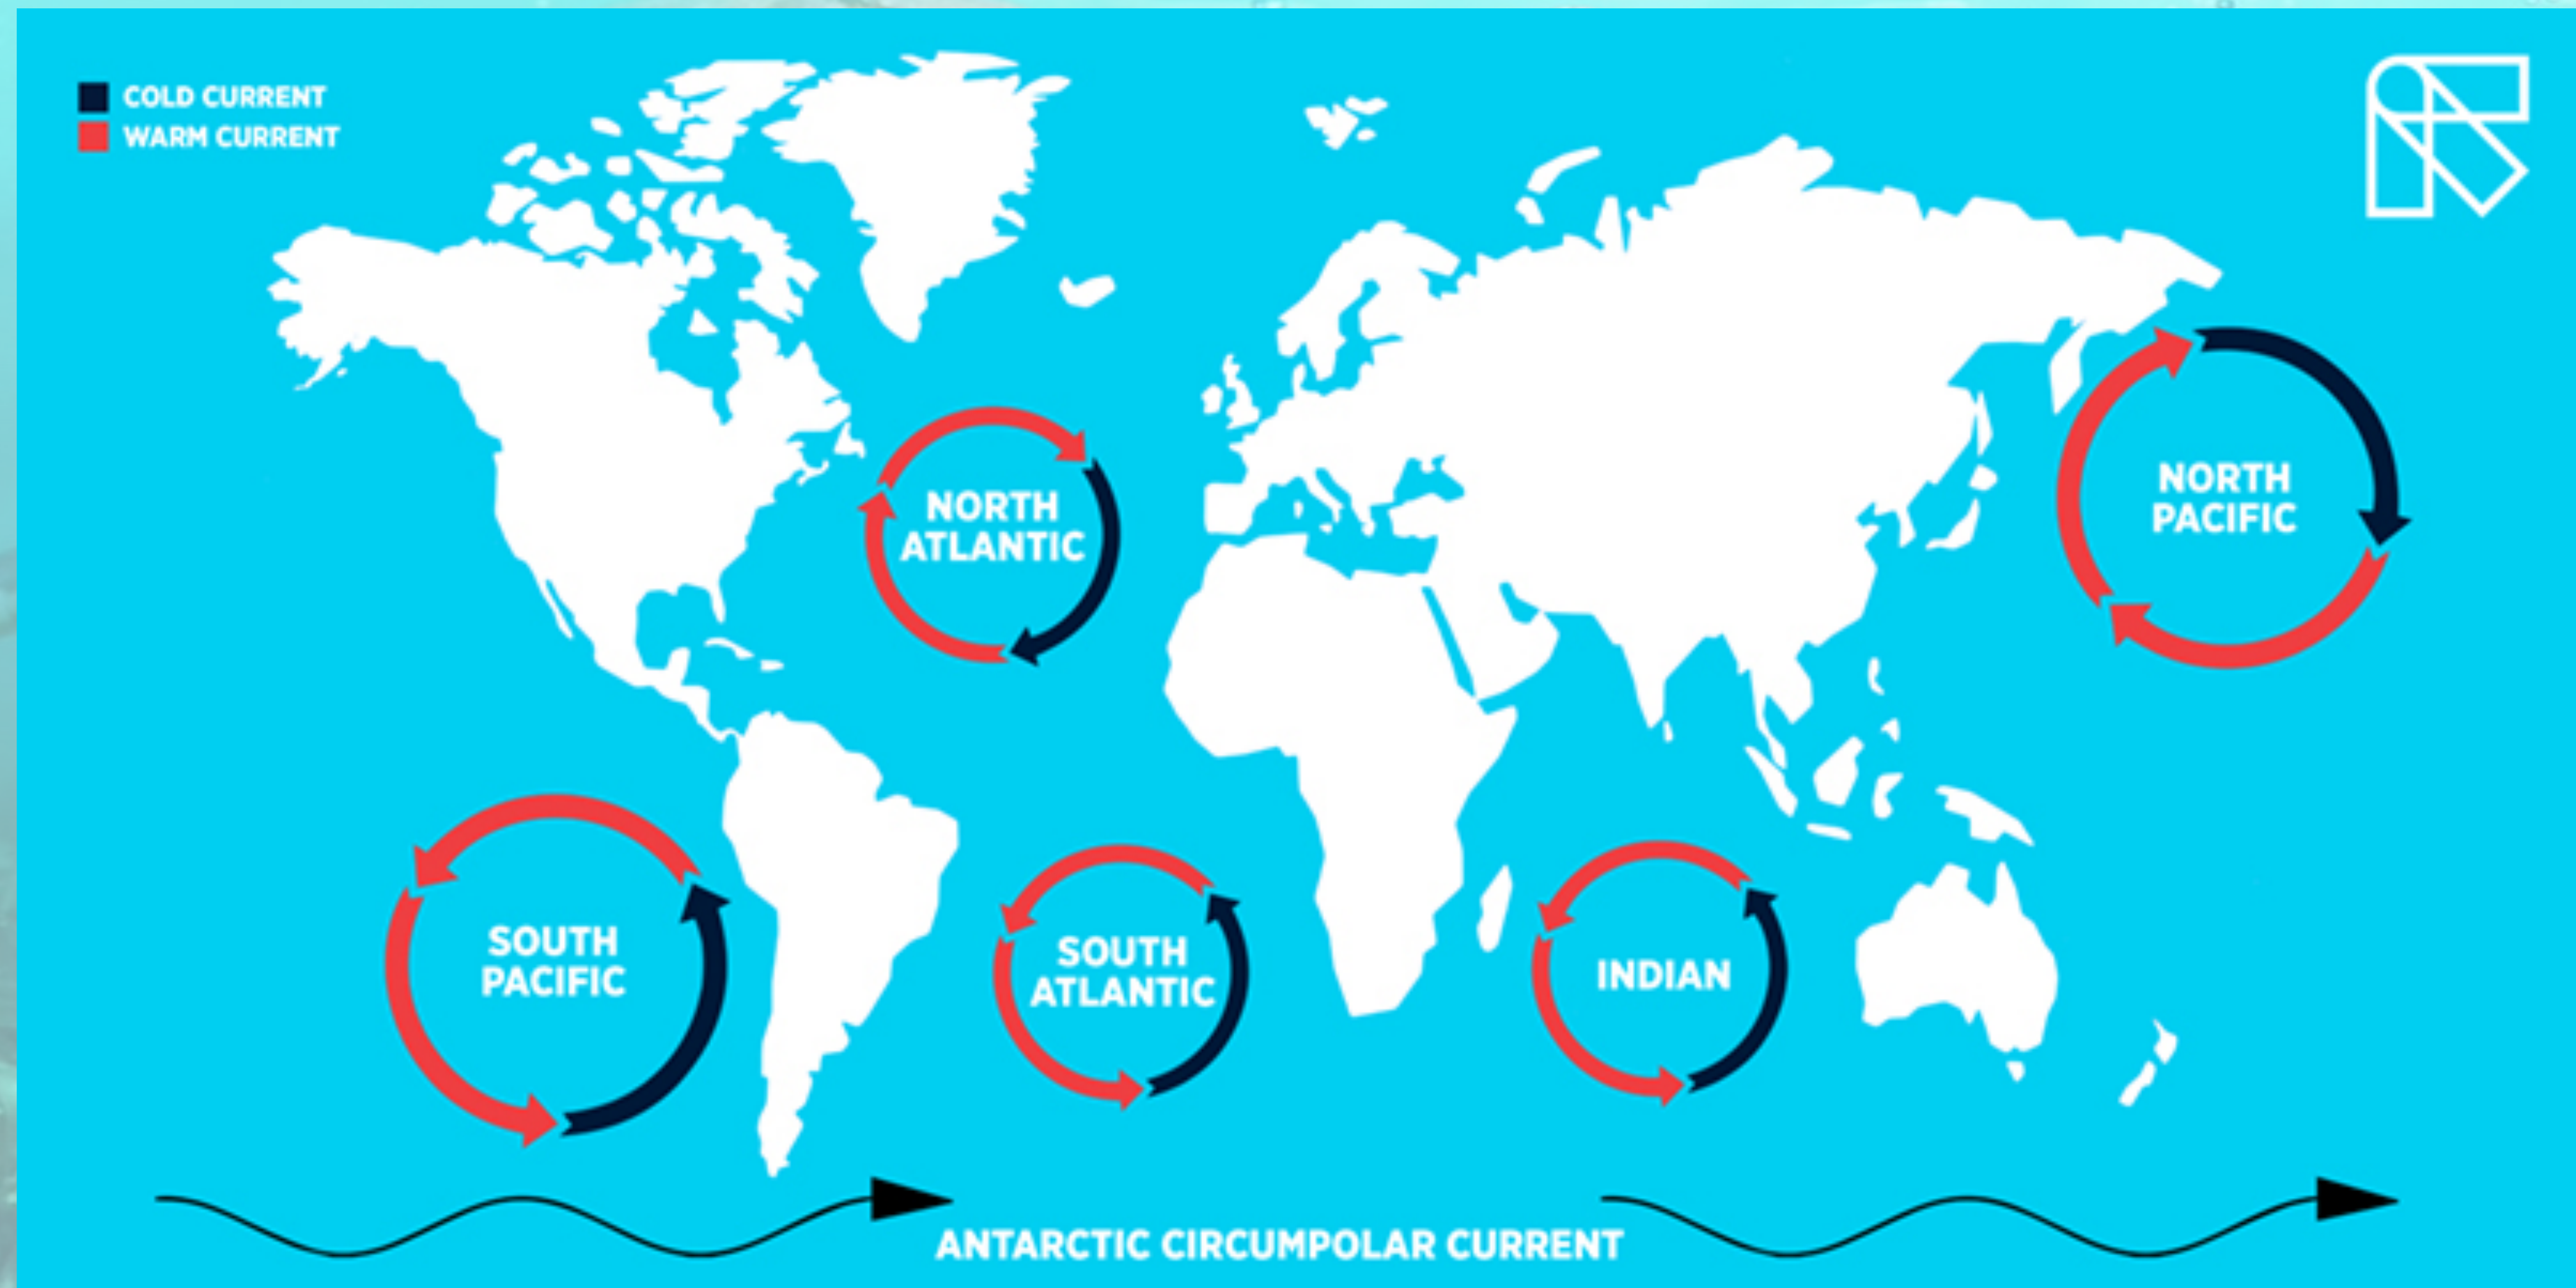 COLD CURRENT
WARM CURRENT
NORTH
ATLANTIC
NORTH
PACIFIC
SOUTH
PACIFIC
SOUTH
ATLANTIC
INDIAN
ANTARCTIC CIRCUMPOLAR CURRENT